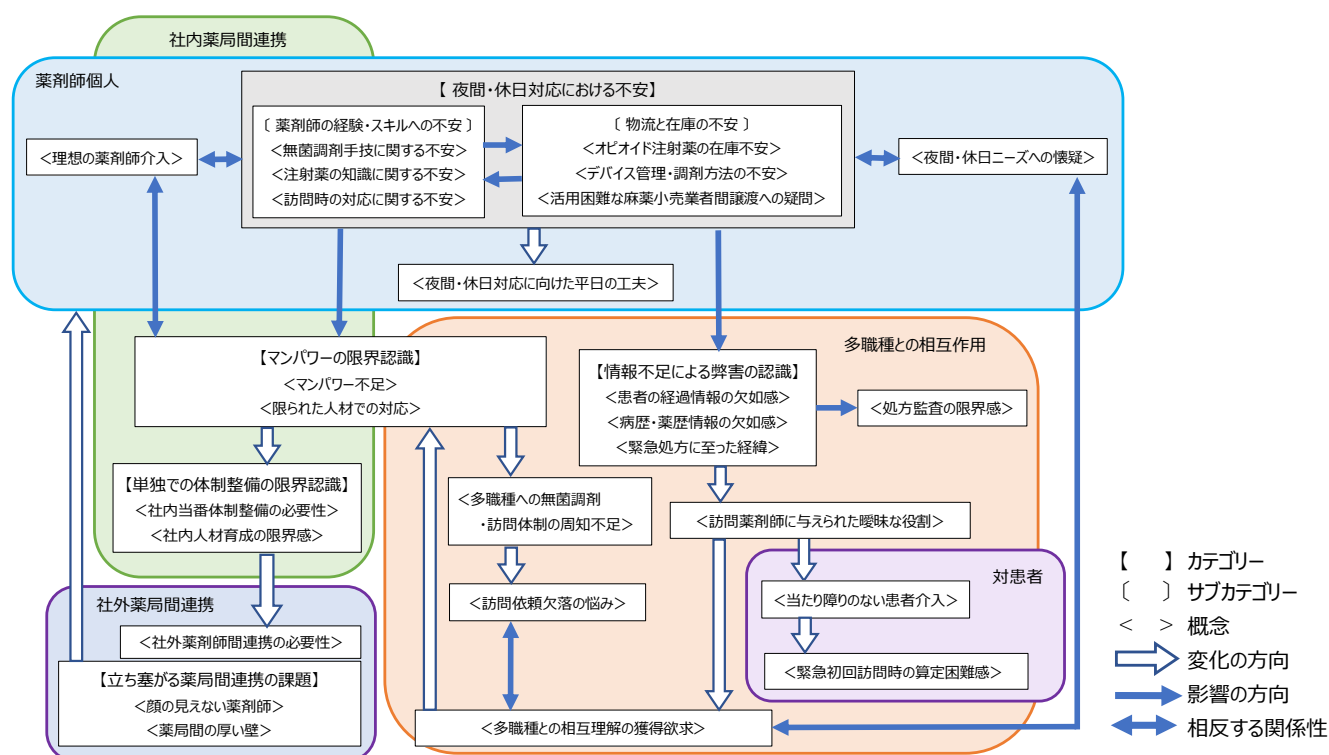 社内薬局間連携
薬剤師個人
【 夜間・休日対応における不安】
〔 薬剤師の経験・スキルへの不安 〕
<無菌調剤手技に関する不安>
<注射薬の知識に関する不安>
<訪問時の対応に関する不安>
〔 物流と在庫の不安 〕
<オピオイド注射薬の在庫不安>
<デバイス管理・調剤方法の不安>
<活用困難な麻薬小売業者間譲渡への疑問>
<理想の薬剤師介入>
<夜間・休日ニーズへの懐疑>
<夜間・休日対応に向けた平日の工夫>
多職種との相互作用
【マンパワーの限界認識】
<マンパワー不足>
<限られた人材での対応>
【情報不足による弊害の認識】
<患者の経過情報の欠如感>
<病歴・薬歴情報の欠如感>
<緊急処方に至った経緯>
<処方監査の限界感>
【単独での体制整備の限界認識】
<社内当番体制整備の必要性>
<社内人材育成の限界感>
<多職種への無菌調剤
・訪問体制の周知不足>
<訪問薬剤師に与えられた曖昧な役割>
対患者
<当たり障りのない患者介入>
<訪問依頼欠落の悩み>
<緊急初回訪問時の算定困難感>
社外薬局間連携
<社外薬剤師間連携の必要性>
【立ち塞がる薬局間連携の課題】
<顔の見えない薬剤師>
<薬局間の厚い壁>
<多職種との相互理解の獲得欲求>
【　】 カテゴリー
〔　〕 サブカテゴリー
<　> 概念
変化の方向
影響の方向
相反する関係性